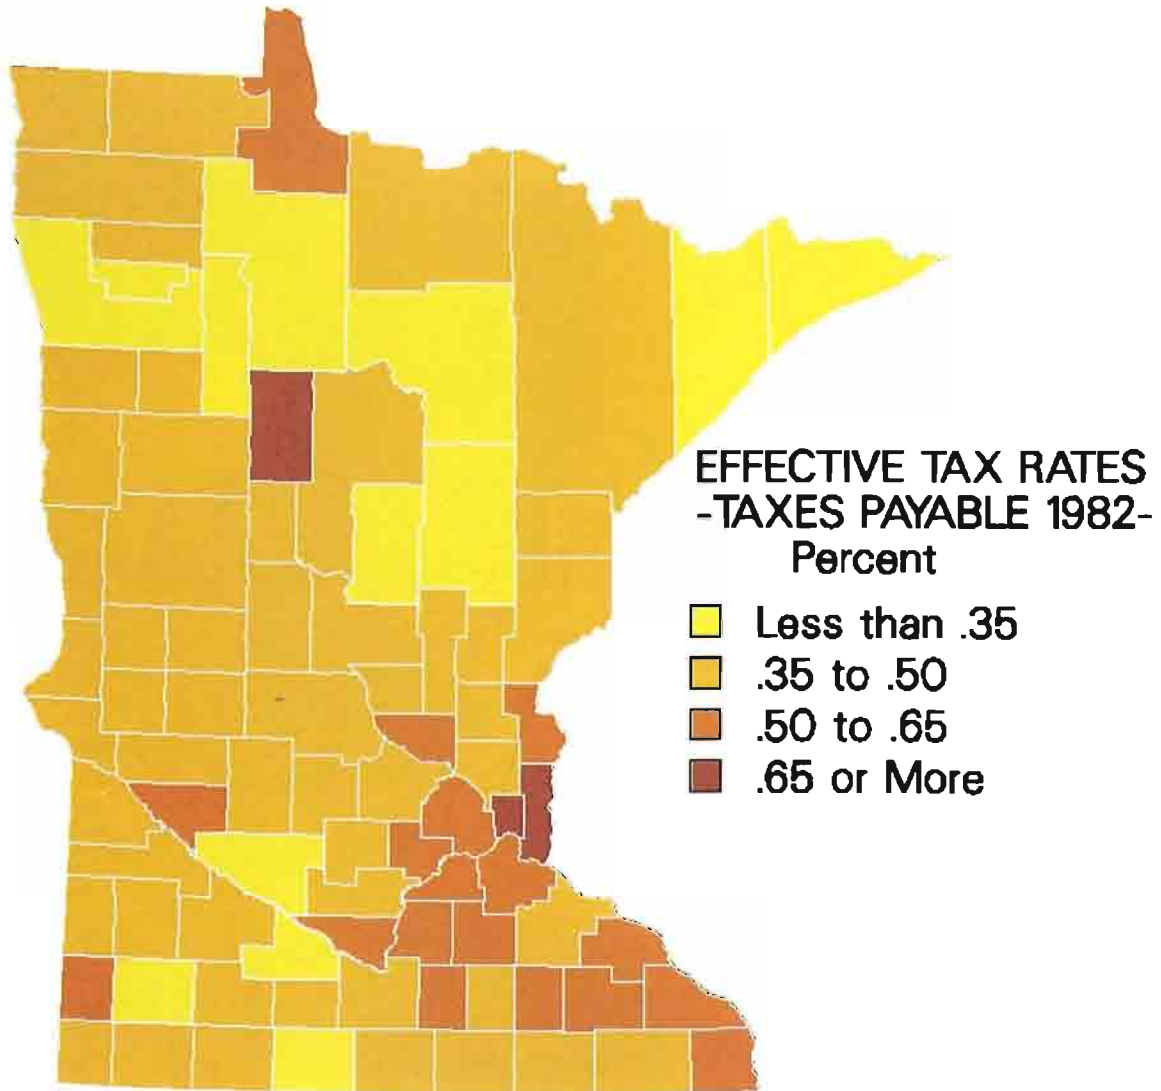 EFFECTIVE TAX RATES
-TAXES PAYABLE 1982-
Percent
Less than .35
.35 to .50
.50 to .65
.65 or More